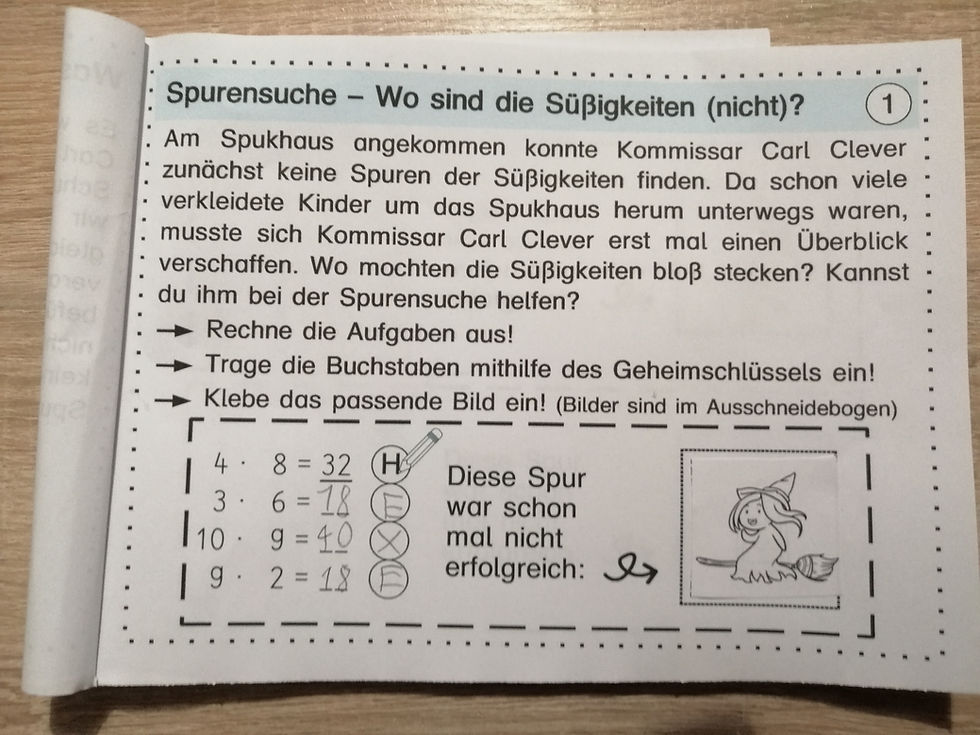 Spurensuche – Wo sind die Süßigkeiten (nicht)? 1
Am Spukhaus angekommen konnte Kommissar Carl Clever
zunächst keine Spuren der Süßigkeiten finden. Da schon viele
verkleidete Kinder um das Spukhaus herum unterwegs waren,
musste sich Kommissar Carl Clever erst mal einen Überblick
verschaffen. Wo mochten die Süßigkeiten bloß stecken? Kannst
du ihm bei der Spurensuche helfen?
→ Rechne die Aufgaben aus!
→ Trage die Buchstaben mithilfe des Geheimschlüssels ein!
→ Klebe das passende Bild ein! (Bilder sind im Ausschneidebogen)
4 · 8 = 32 H
3 · 6 = 18 E
10 · 9 = 40 X
9 · 2 = 18 E
Diese Spur
war schon
mal nicht
erfolgreich: